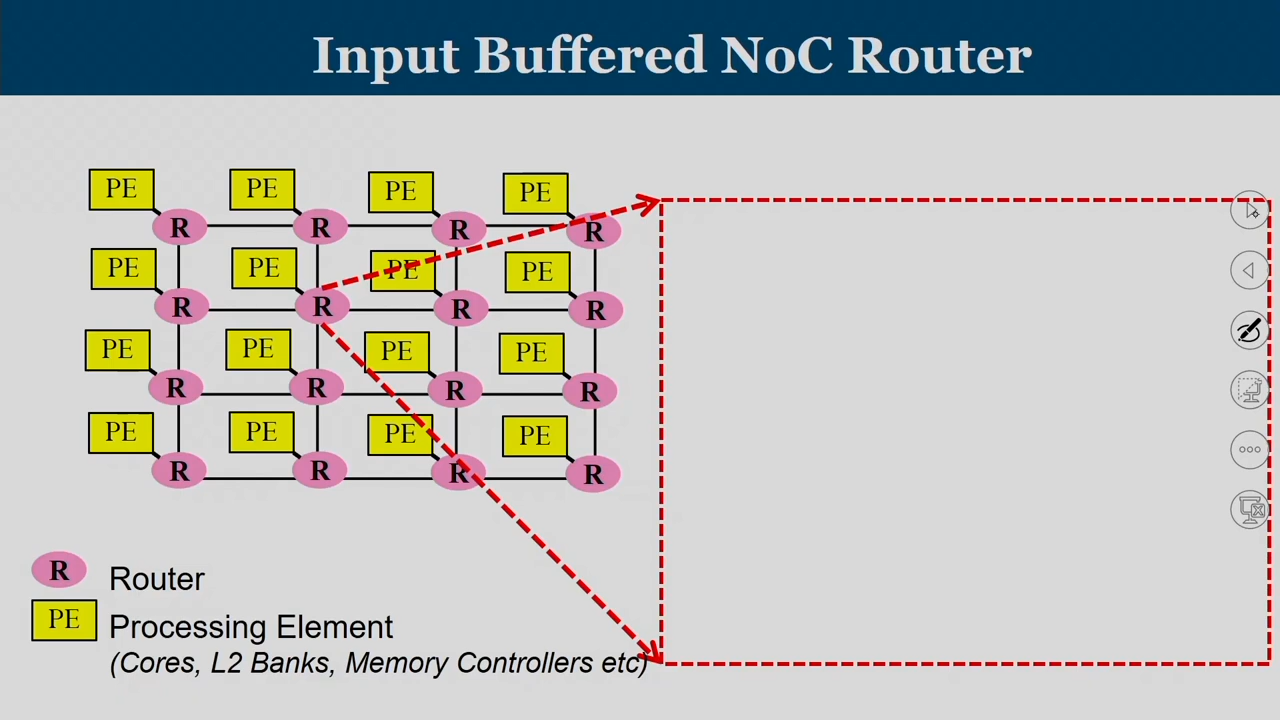 Input Buffered NoC Router
PE PE PE PE
R R R R
PE PE PE PE
R R R R
PE PE PE PE
R R R R
PE PE PE PE
R R R R
R Router
PE Processing Element
(Cores, L2 Banks, Memory Controllers etc)